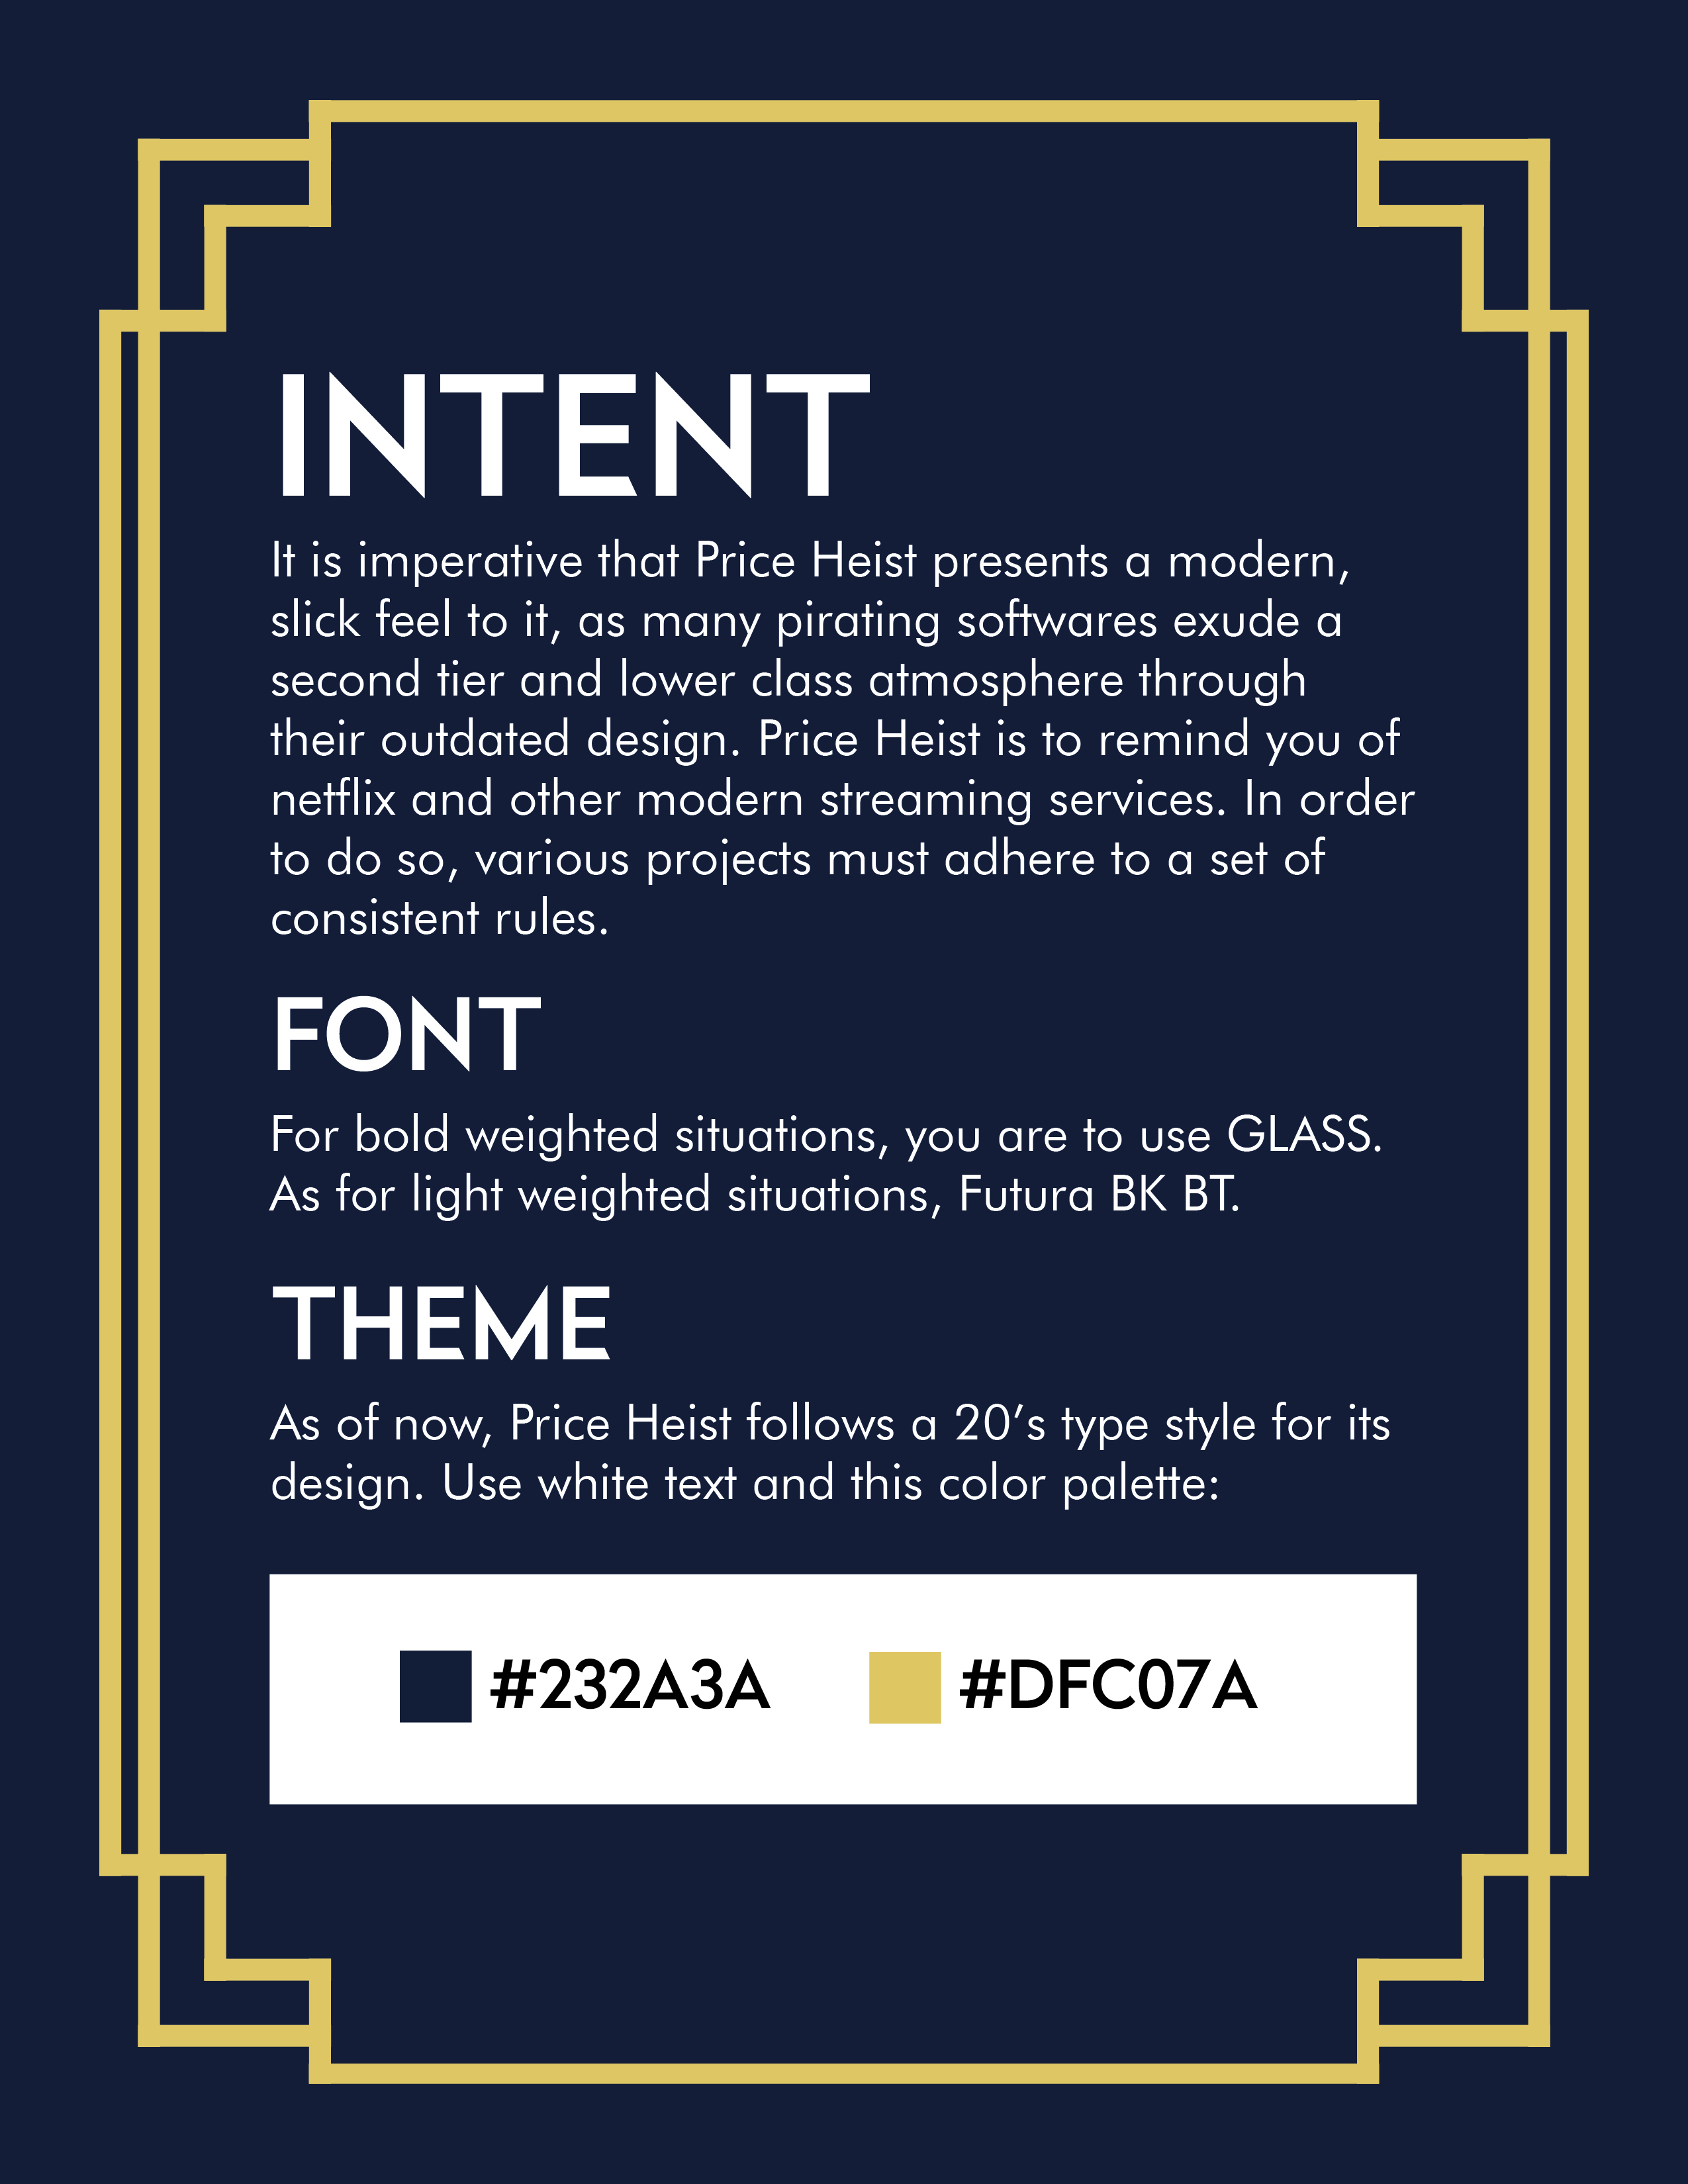 INTENT
It is imperative that Price Heist presents a modern,
slick feel to it, as many pirating softwares exude a
second tier and lower class atmosphere through
their outdated design. Price Heist is to remind you of
netflix and other modern streaming services. In order
to do so, various projects must adhere to a set of
consistent rules.
FONT
For bold weighted situations, you are to use GLASS.
As for light weighted situations, Futura BK BT.
THEME
As of now, Price Heist follows a 20’s type style for its
design. Use white text and this color palette:
#232A3A #DFC07A